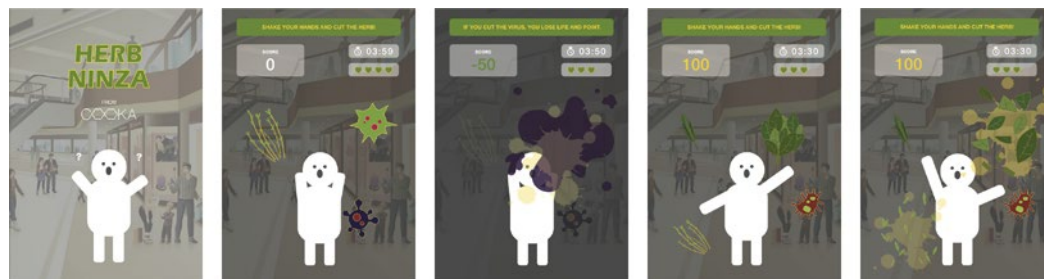 HERB
NINZA
FROM
COOKA
?
?
SHAKE YOUR HANDS AND CUT THE HERB!
SCORE
0
03:59
IF YOU CUT THE VIRUS, YOU LOSE LIFE AND POINT.
SCORE
-50
03:50
SHAKE YOUR HANDS AND CUT THE HERB!
SCORE
100
03:30
SHAKE YOUR HANDS AND CUT THE HERB!
SCORE
100
03:30